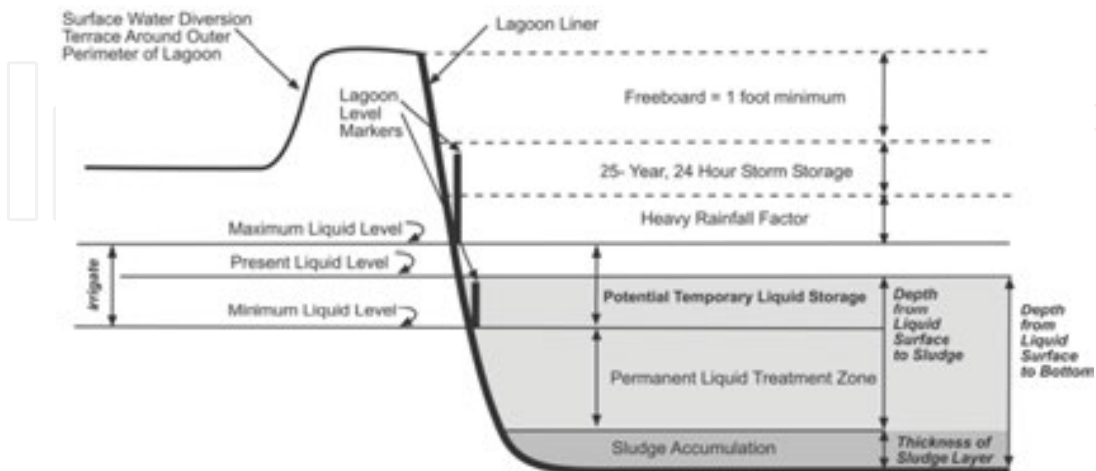 Surface Water Diversion
Terrace Around Outer
Perimeter of Lagoon
Lagoon Liner
Lagoon
Level
Markers
Freeboard = 1 foot minimum
25- Year, 24 Hour Storm Storage
Heavy Rainfall Factor
Maximum Liquid Level
Present Liquid Level
Irrigate
Minimum Liquid Level
Potential Temporary Liquid Storage
Depth
from
Liquid
Surface
to Sludge
Depth
from
Liquid
Surface
to Bottom
Permanent Liquid Treatment Zone
Sludge Accumulation
Thickness of
Sludge Layer